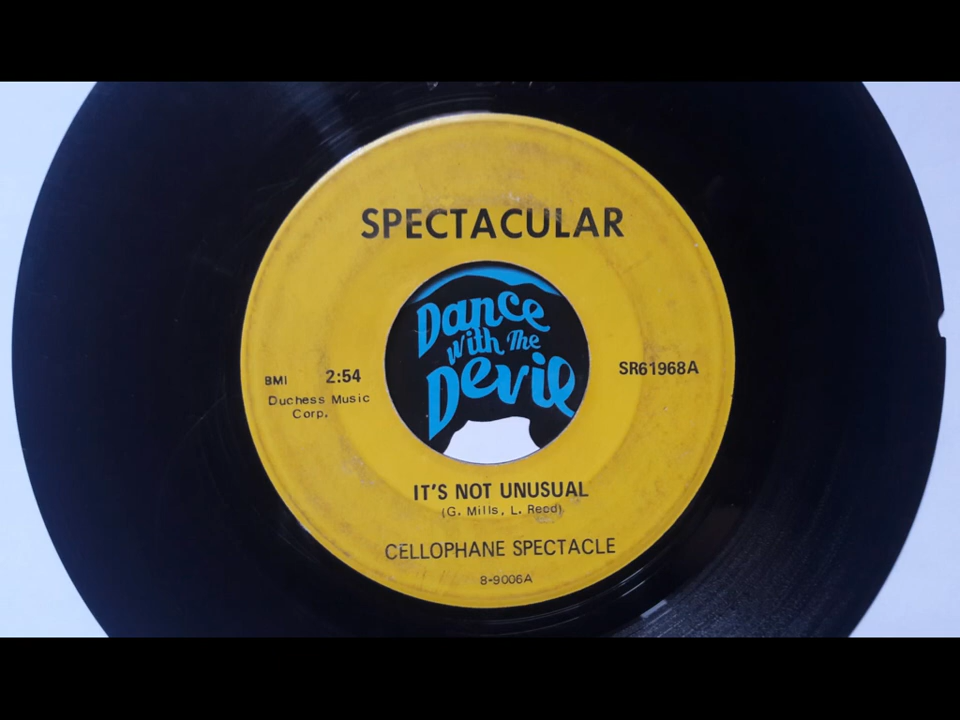 SPECTACULAR
Dance
with The
Devil
BMI 2:54
Duchess Music
Corp.
SR61968A
IT'S NOT UNUSUAL
(G. Mills, L. Reed)
CELLOPHANE SPECTACLE
8-9006A